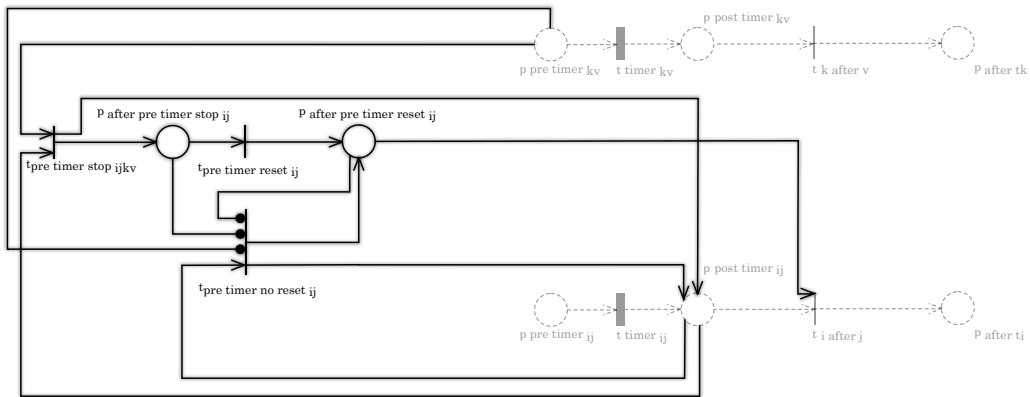 p post timer kv
p pre timer kv
t timer kv
t k after v
p after tk
p after pre timer stop ij
p after pre timer reset ij
tpre timer stop ijkv
tpre timer reset ij
tpre timer no reset ij
p post timer ij
p pre timer ij
t timer ij
t i after j
p after ti